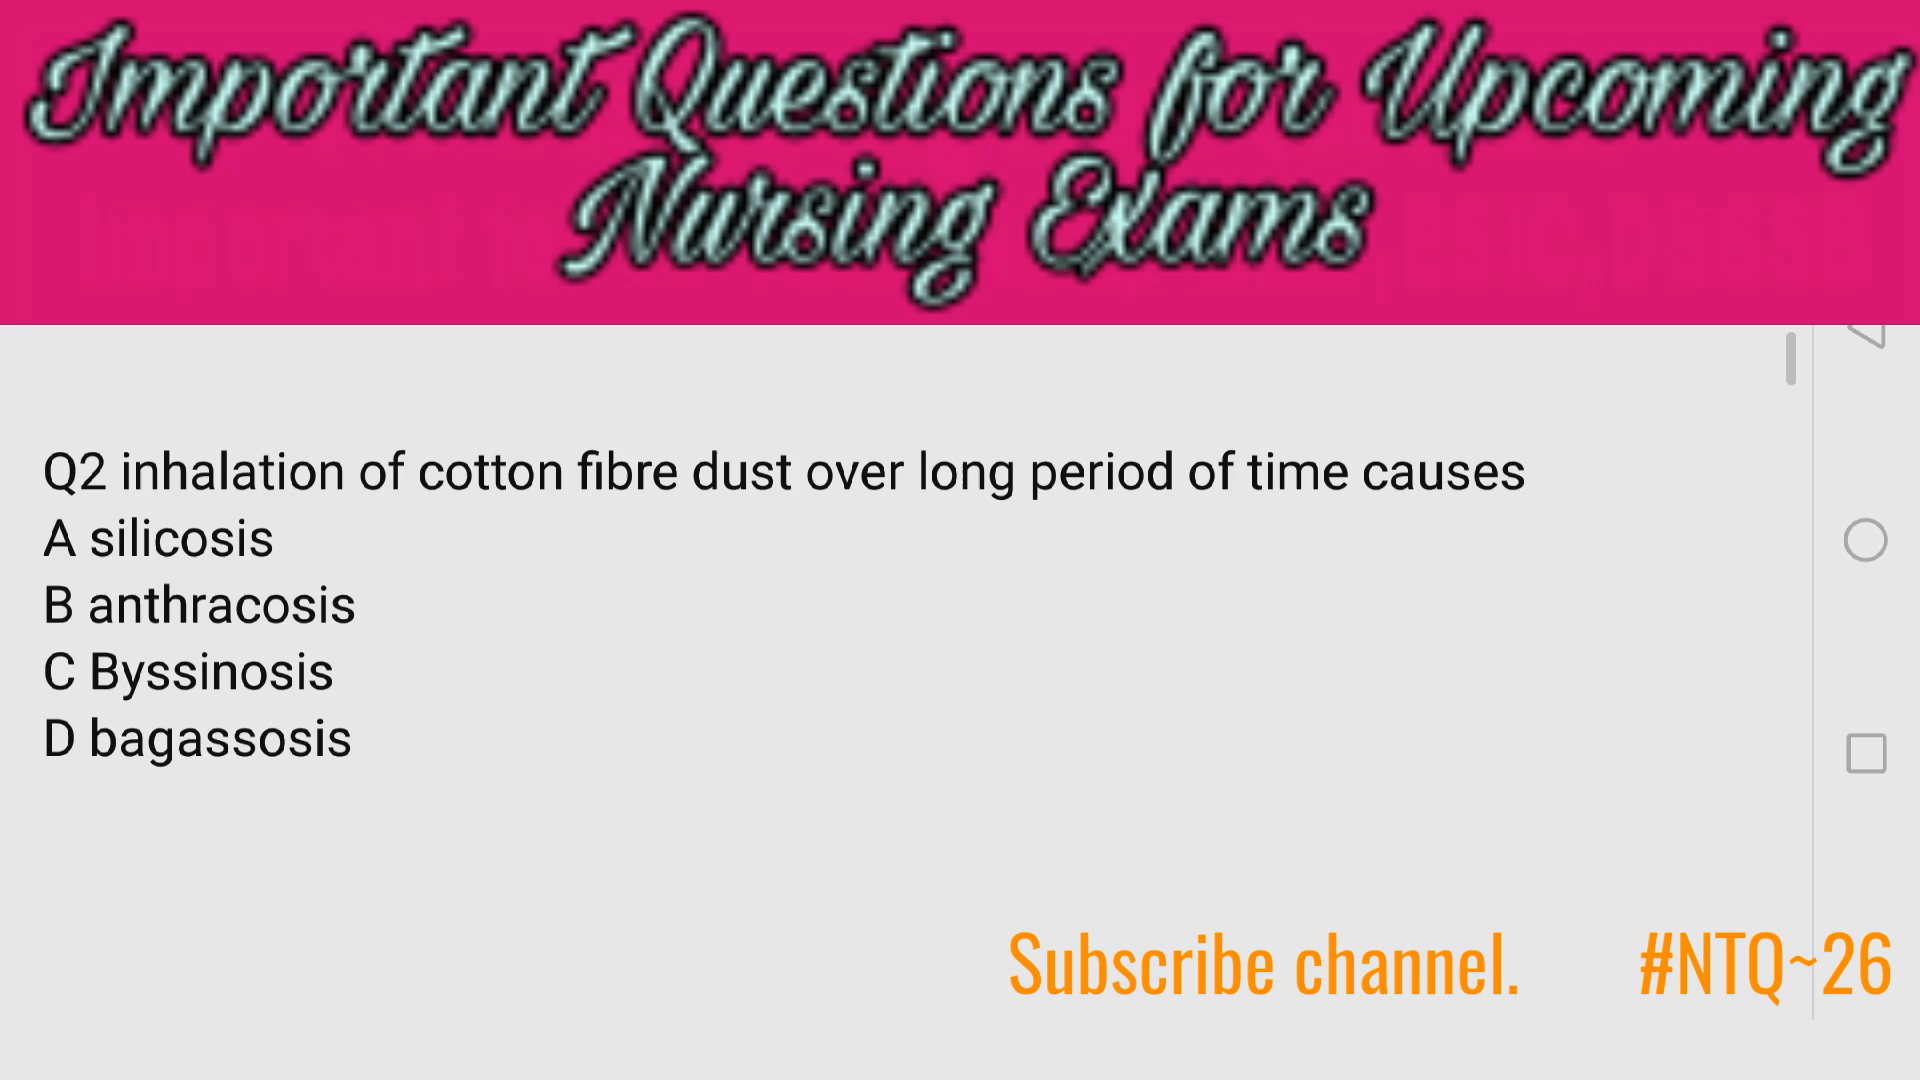 Important Questions for Upcoming
Nursing Exams
Q2 inhalation of cotton fibre dust over long period of time causes
A silicosis
B anthracosis
C Byssinosis
D bagassosis
Subscribe channel. #NTQ~26